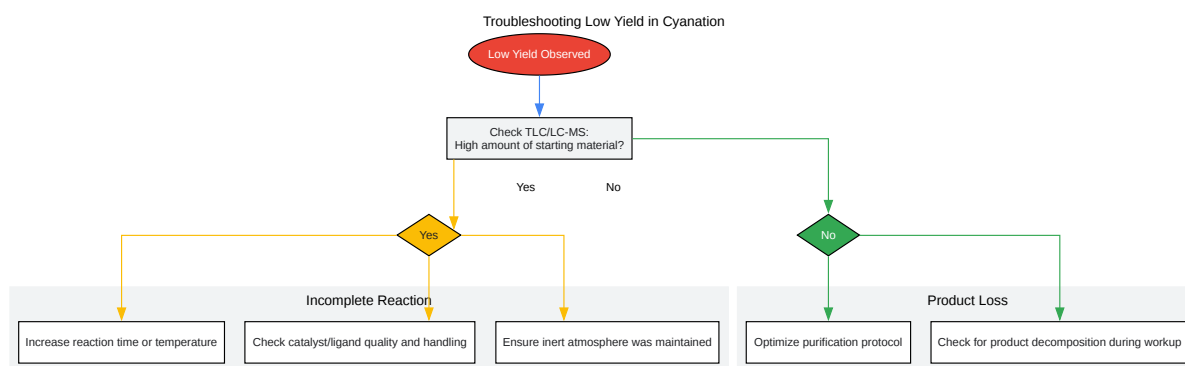 Troubleshooting Low Yield in Cyanation
Low Yield Observed
Check TLC/LC-MS:
High amount of starting material?
Yes
No
Yes
No
Incomplete Reaction
Product Loss
Increase reaction time or temperature
Check catalyst/ligand quality and handling
Ensure inert atmosphere was maintained
Optimize purification protocol
Check for product decomposition during workup